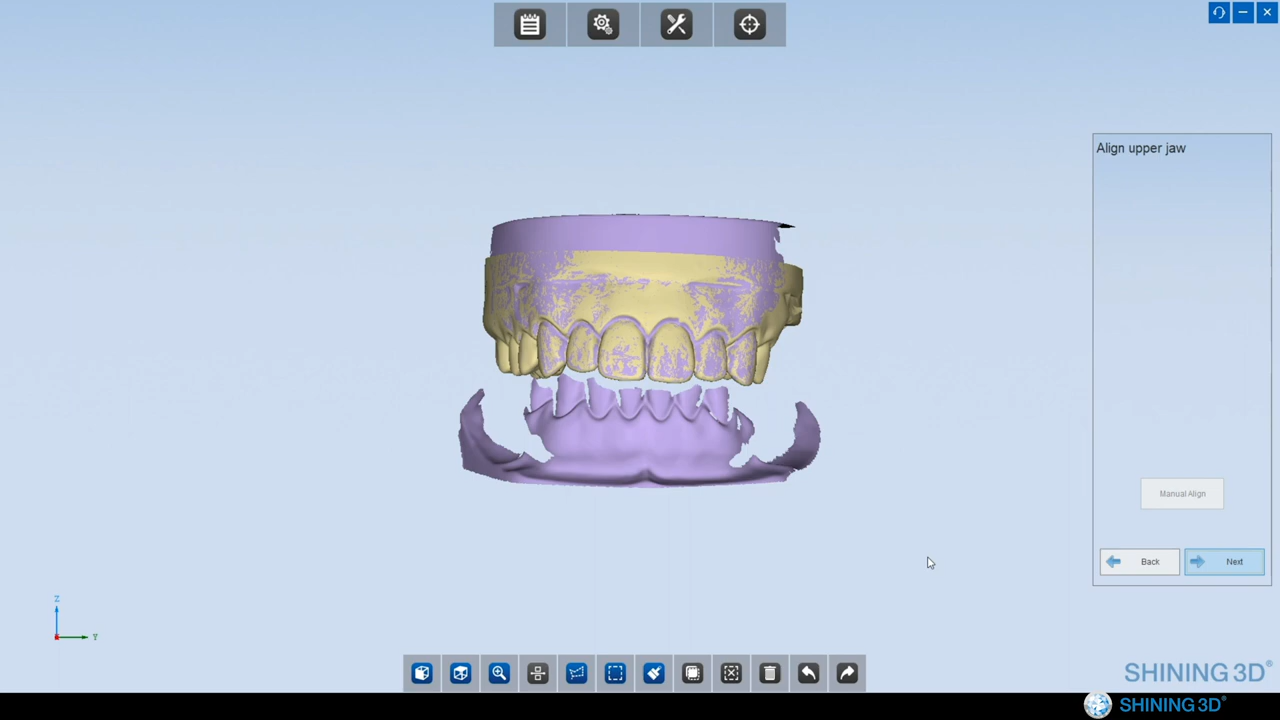 Align upper jaw
Manual Align
Back
Next
Z
Y
SHINING 3D®
SHINING 3D®